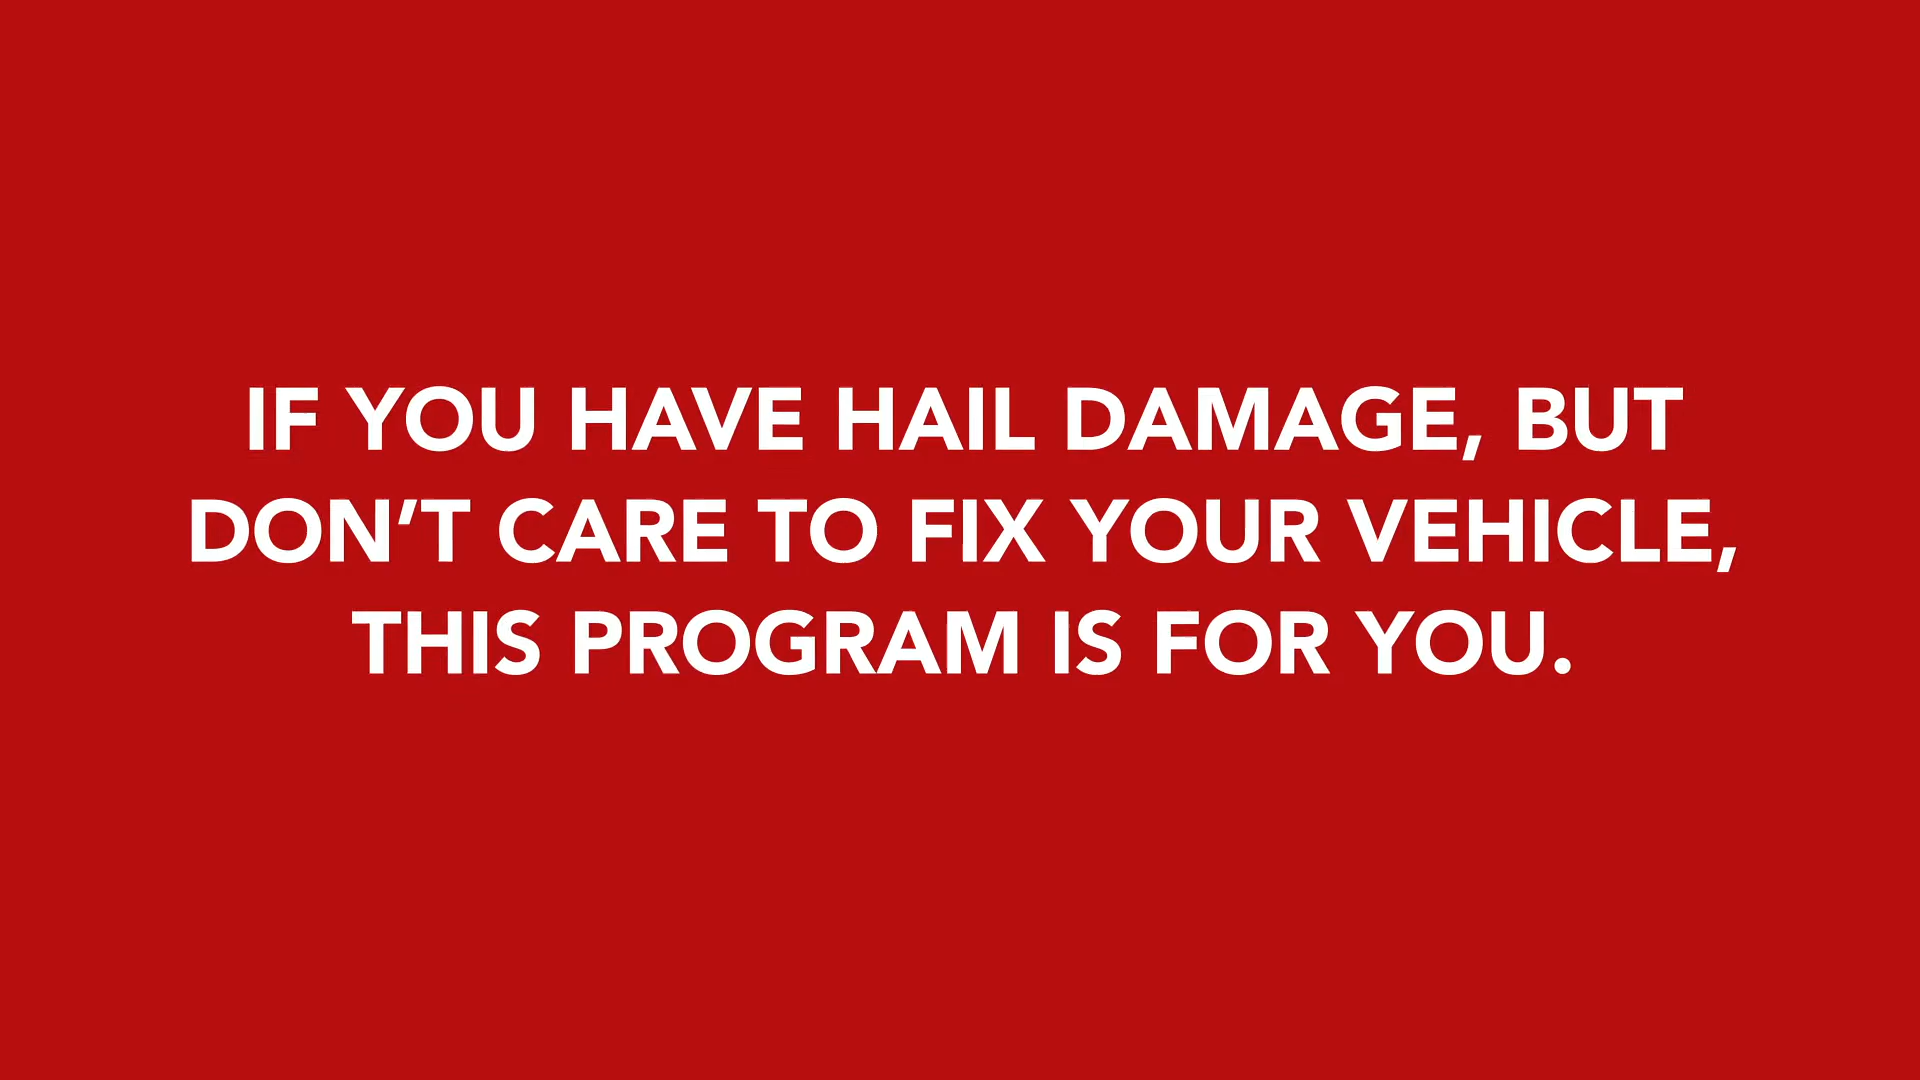 IF YOU HAVE HAIL DAMAGE, BUT
DON’T CARE TO FIX YOUR VEHICLE,
THIS PROGRAM IS FOR YOU.